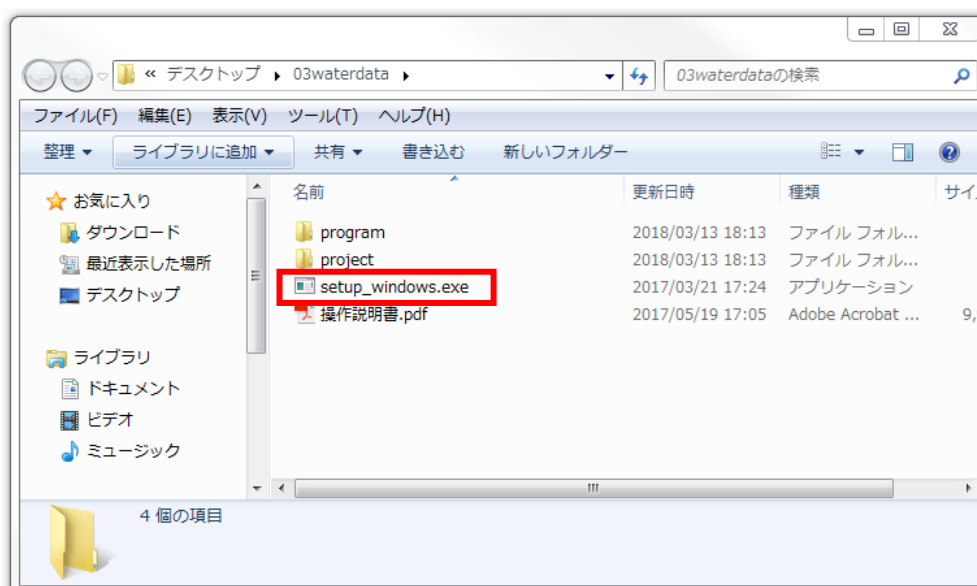 « デスクトップ ▸ 03waterdata ▸
03waterdataの検索
ファイル(F) 編集(E) 表示(V) ツール(T) ヘルプ(H)
整理 ▼ ライブラリに追加 ▼ 共有 ▼ 書き込む 新しいフォルダー
お気に入り
ダウンロード
最近表示した場所
デスクトップ
ライブラリ
ドキュメント
ビデオ
ミュージック
名前 更新日時 種類 サイ
program 2018/03/13 18:13 ファイル フォル...
project 2018/03/13 18:13 ファイル フォル...
setup_windows.exe 2017/03/21 17:24 アプリケーション
操作説明書.pdf 2017/05/19 17:05 Adobe Acrobat ... 9,
4 個の項目